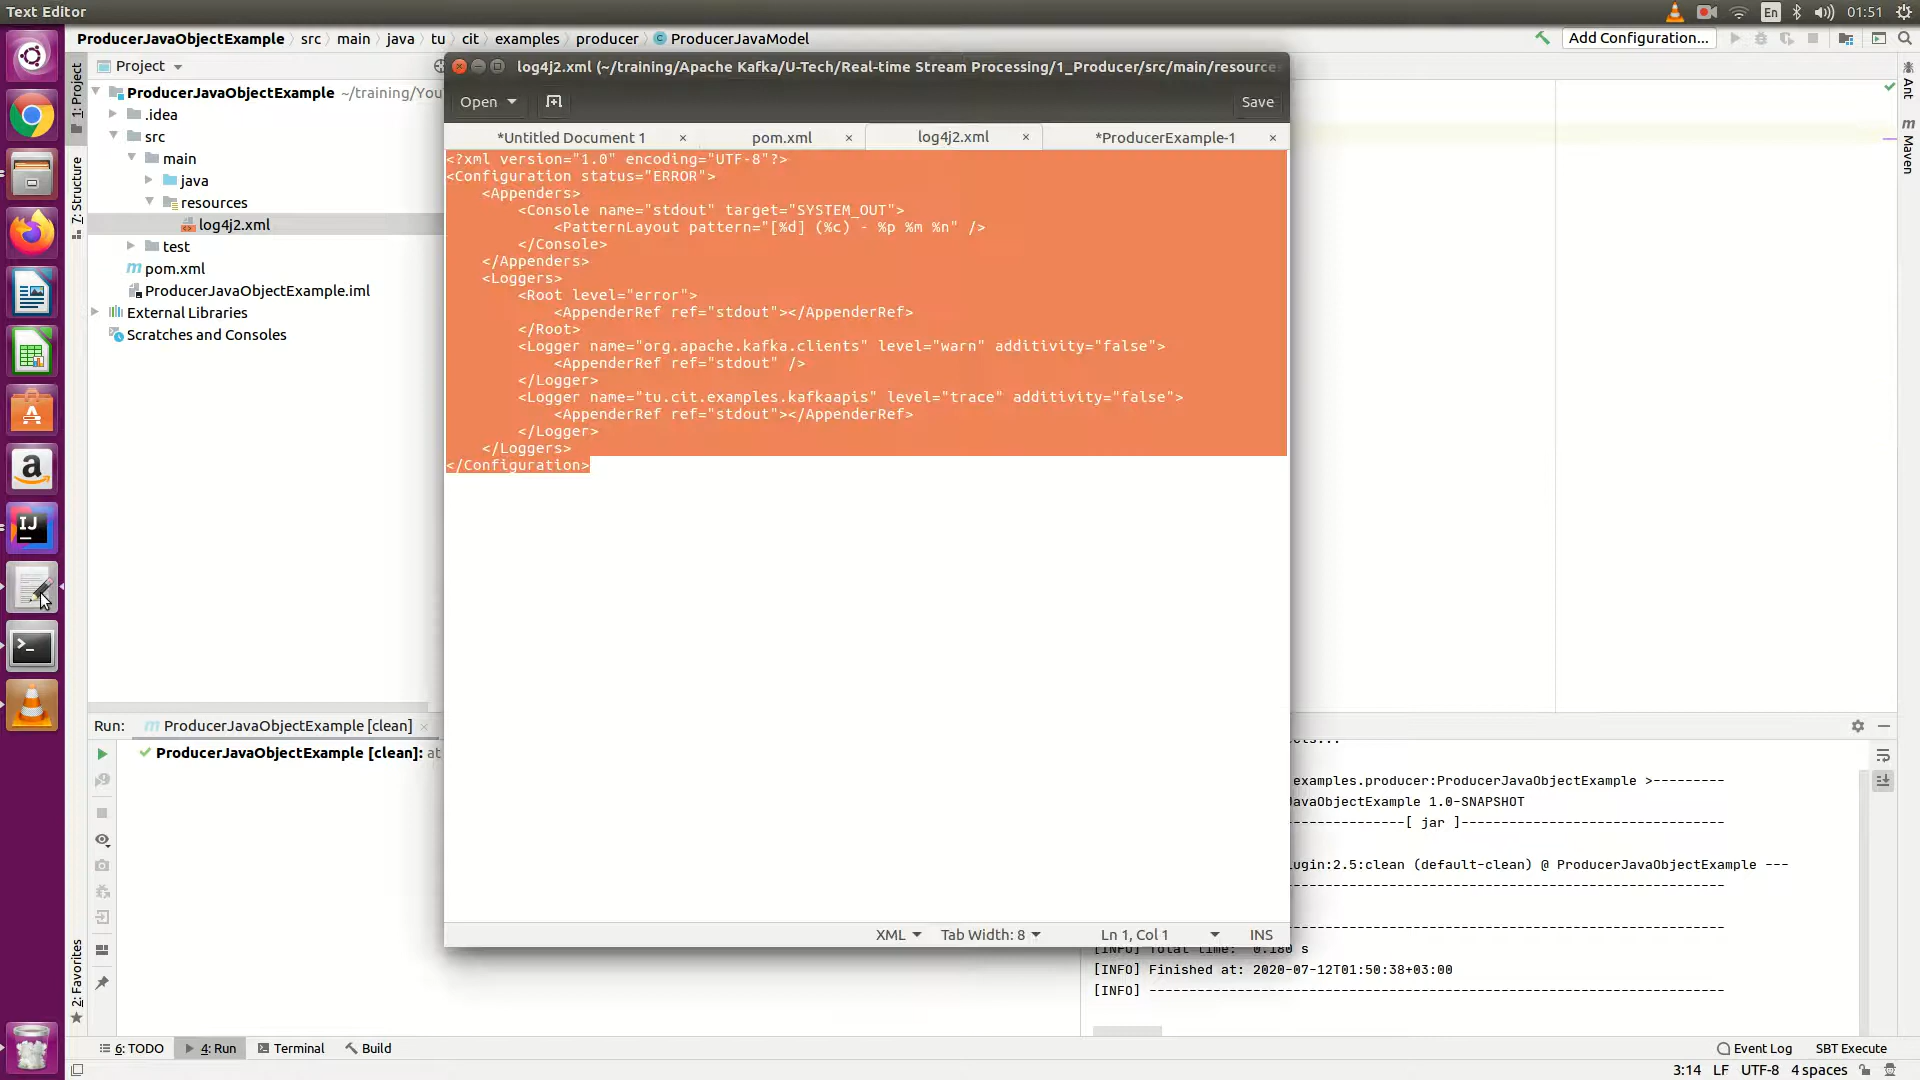 Text Editor
En
01:51
ProducerJavaObjectExample
src
main
java
tu
cit
examples
producer
ProducerJavaModel
Add Configuration...
1: Project
7: Structure
2: Favorites
Ant
Maven
Project
ProducerJavaObjectExample ~/training/You
.idea
src
main
java
resources
log4j2.xml
test
pom.xml
ProducerJavaObjectExample.iml
External Libraries
Scratches and Consoles
log4j2.xml (~/training/Apache Kafka/U-Tech/Real-time Stream Processing/1_Producer/src/main/resource
Open
Save
*Untitled Document 1
pom.xml
log4j2.xml
*ProducerExample-1
<?xml version="1.0" encoding="UTF-8"?>
<Configuration status="ERROR">
    <Appenders>
        <Console name="stdout" target="SYSTEM_OUT">
            <PatternLayout pattern="[%d] (%c) - %p %m %n" />
        </Console>
    </Appenders>
    <Loggers>
        <Root level="error">
            <AppenderRef ref="stdout"></AppenderRef>
        </Root>
        <Logger name="org.apache.kafka.clients" level="warn" additivity="false">
            <AppenderRef ref="stdout" />
        </Logger>
        <Logger name="tu.cit.examples.kafkaapis" level="trace" additivity="false">
            <AppenderRef ref="stdout"></AppenderRef>
        </Logger>
    </Loggers>
</Configuration>
XML
Tab Width: 8
Ln 1, Col 1
INS
Run:
ProducerJavaObjectExample [clean]
ProducerJavaObjectExample [clean]: at
examples.producer:ProducerJavaObjectExample >---------
JavaObjectExample 1.0-SNAPSHOT
--------------[ jar ]---------------------------------
ugin:2.5:clean (default-clean) @ ProducerJavaObjectExample ---
------------------------------------------------------
------------------------------------------------------
[INFO] Total time:  0.180 s
[INFO] Finished at: 2020-07-12T01:50:38+03:00
[INFO] ------------------------------------------------------------------------
6: TODO
4: Run
Terminal
Build
Event Log
SBT Execute
3:14
LF
UTF-8
4 spaces